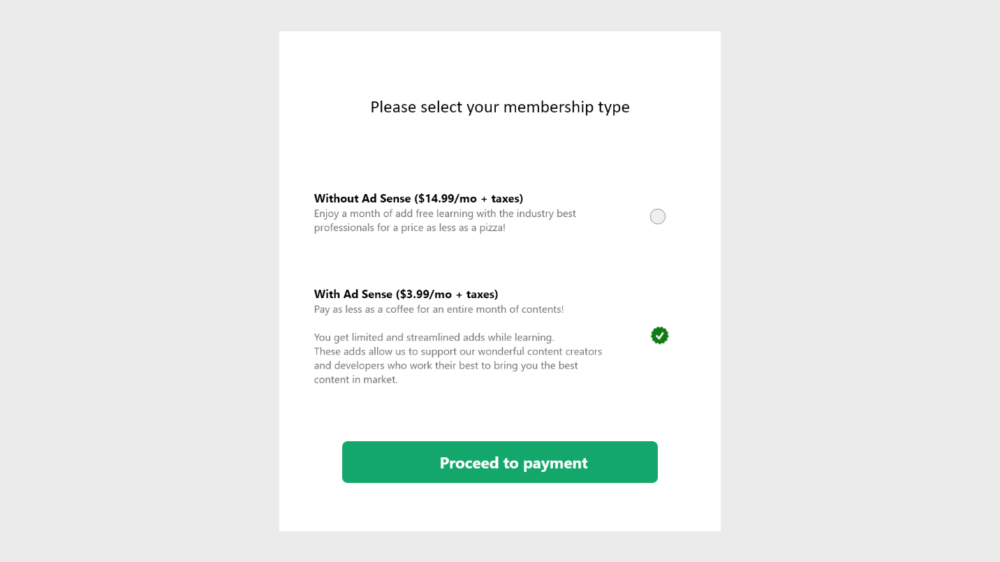 Please select your membership type
Without Ad Sense ($14.99/mo + taxes)
Enjoy a month of add free learning with the industry best
professionals for a price as less as a pizza!
With Ad Sense ($3.99/mo + taxes)
Pay as less as a coffee for an entire month of contents!
You get limited and streamlined adds while learning.
These adds allow us to support our wonderful content creators
and developers who work their best to bring you the best
content in market.
Proceed to payment